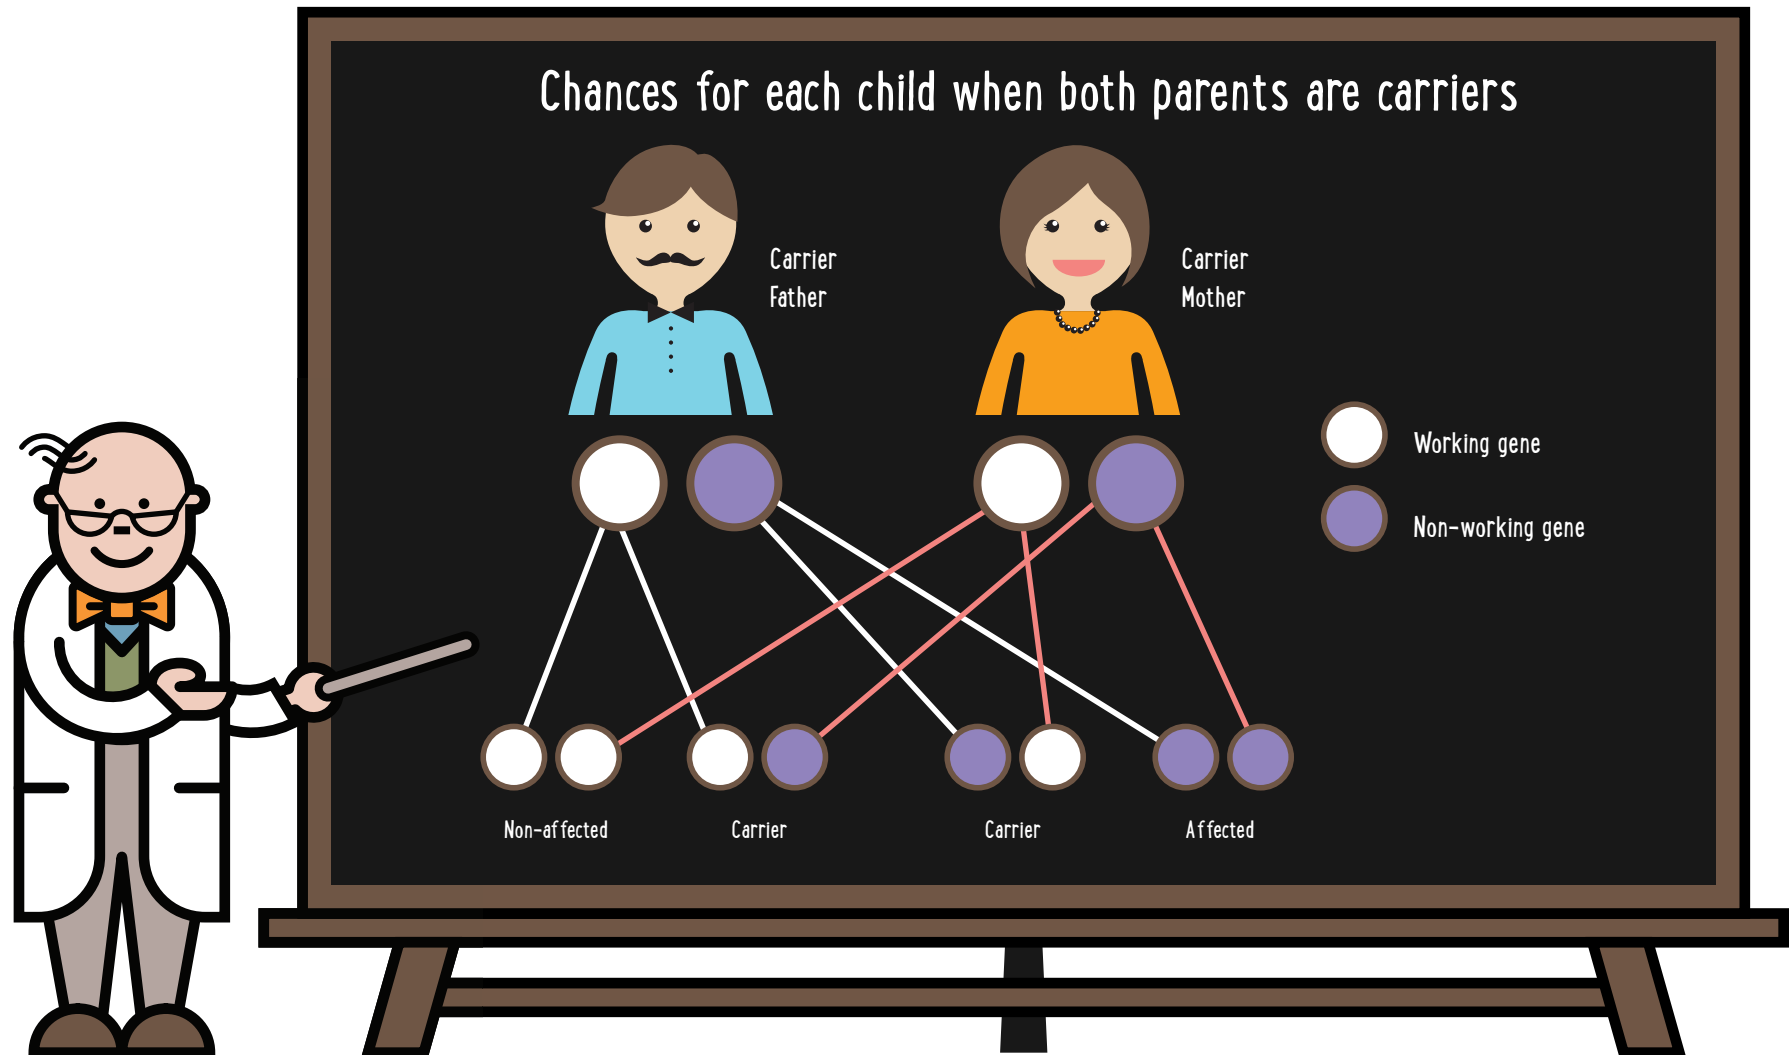 Chances for each child when both parents are carriers
Carrier
Father
Carrier
Mother
Working gene
Non-working gene
Non-affected
Carrier
Carrier
Affected